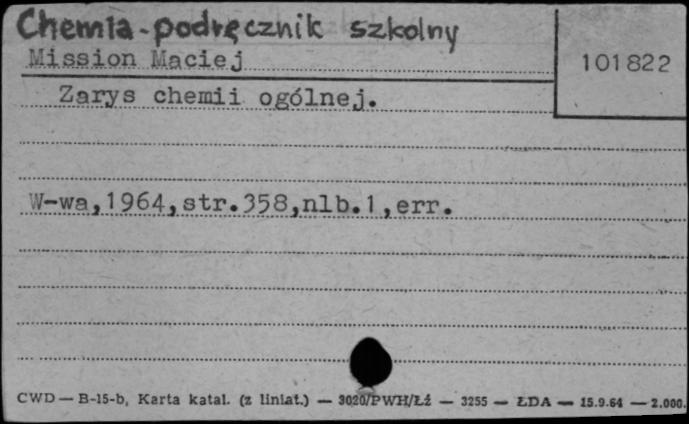 Chemia-podręcznik szkolny
Mission Maciej
101822
Zarys chemii ogólnej.
W-wa,1964,str.358,nlb.1,err.
CWD — B-15-b, Karta katal. (z liniat.) — 3020/PWH/Łź — 3255 — ŁDA — 15.9.64 — 2.000.